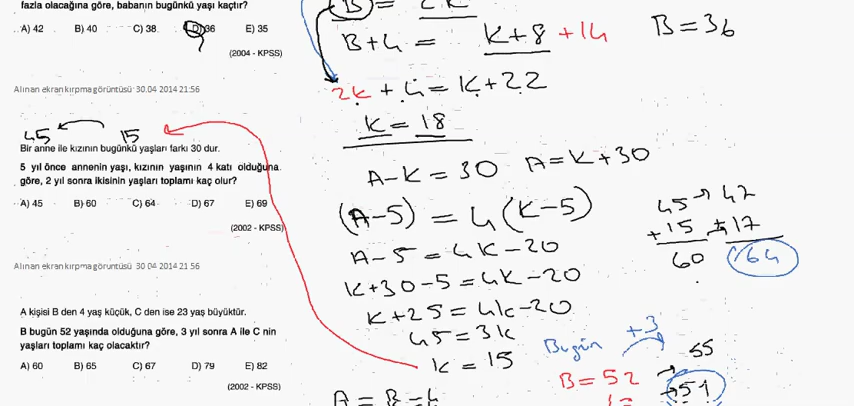 fazla olacağına göre, babanın bugünkü yaşı kaçtır?
A) 42 B) 40 C) 38 D) 36 E) 35
(2004 - KPSS)
Alınan ekran kırpma görüntüsü 30.04.2014 21:56
45 15
Bir anne ile kızının bugünkü yaşları farkı 30 dur.
5 yıl önce annenin yaşı, kızının yaşının 4 katı olduğuna
göre, 2 yıl sonra ikisinin yaşları toplamı kaç olur?
A) 45 B) 60 C) 64 D) 67 E) 69
(2002 - KPSS)
Alınan ekran kırpma görüntüsü 30.04.2014 21:56
A kişisi B den 4 yaş küçük, C den ise 23 yaş büyüktür.
B bugün 52 yaşında olduğuna göre, 3 yıl sonra A ile C nin
yaşları toplamı kaç olacaktır?
A) 60 B) 65 C) 67 D) 79 E) 82
(2002 - KPSS)
B = 2K
B+4 = K+8 +14
B=36
2K + 4 = K+22
K = 18
A-K=30 A=K+30
(A-5) = 4(K-5)
A-5=4K-20
K+30-5=4K-20
K+25=4K-20
45=3K
K=15
45 → 47
+15 +17
60 64
Bugün +3
B=52 55
51
A = B-4